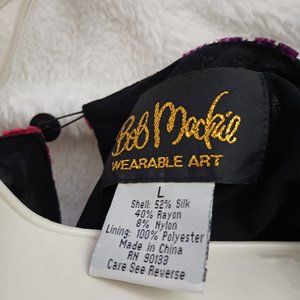 Bob Mackie
WEARABLE ART
L
Shell: 52% Silk
40% Rayon
8% Nylon
Lining: 100% Polyester
Made in China
RN 90133
Care See Reverse